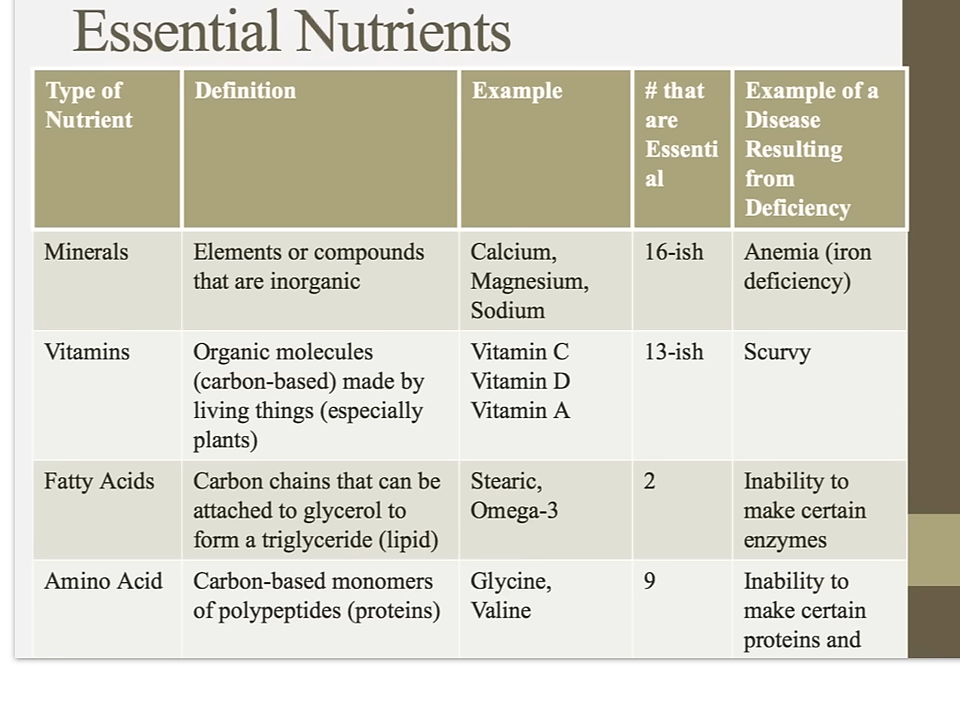 Essential Nutrients
Type of
Nutrient
Definition
Example
# that
are
Essenti
al
Example of a
Disease
Resulting
from
Deficiency
Minerals
Elements or compounds
that are inorganic
Calcium,
Magnesium,
Sodium
16-ish
Anemia (iron
deficiency)
Vitamins
Organic molecules
(carbon-based) made by
living things (especially
plants)
Vitamin C
Vitamin D
Vitamin A
13-ish
Scurvy
Fatty Acids
Carbon chains that can be
attached to glycerol to
form a triglyceride (lipid)
Stearic,
Omega-3
2
Inability to
make certain
enzymes
Amino Acid
Carbon-based monomers
of polypeptides (proteins)
Glycine,
Valine
9
Inability to
make certain
proteins and